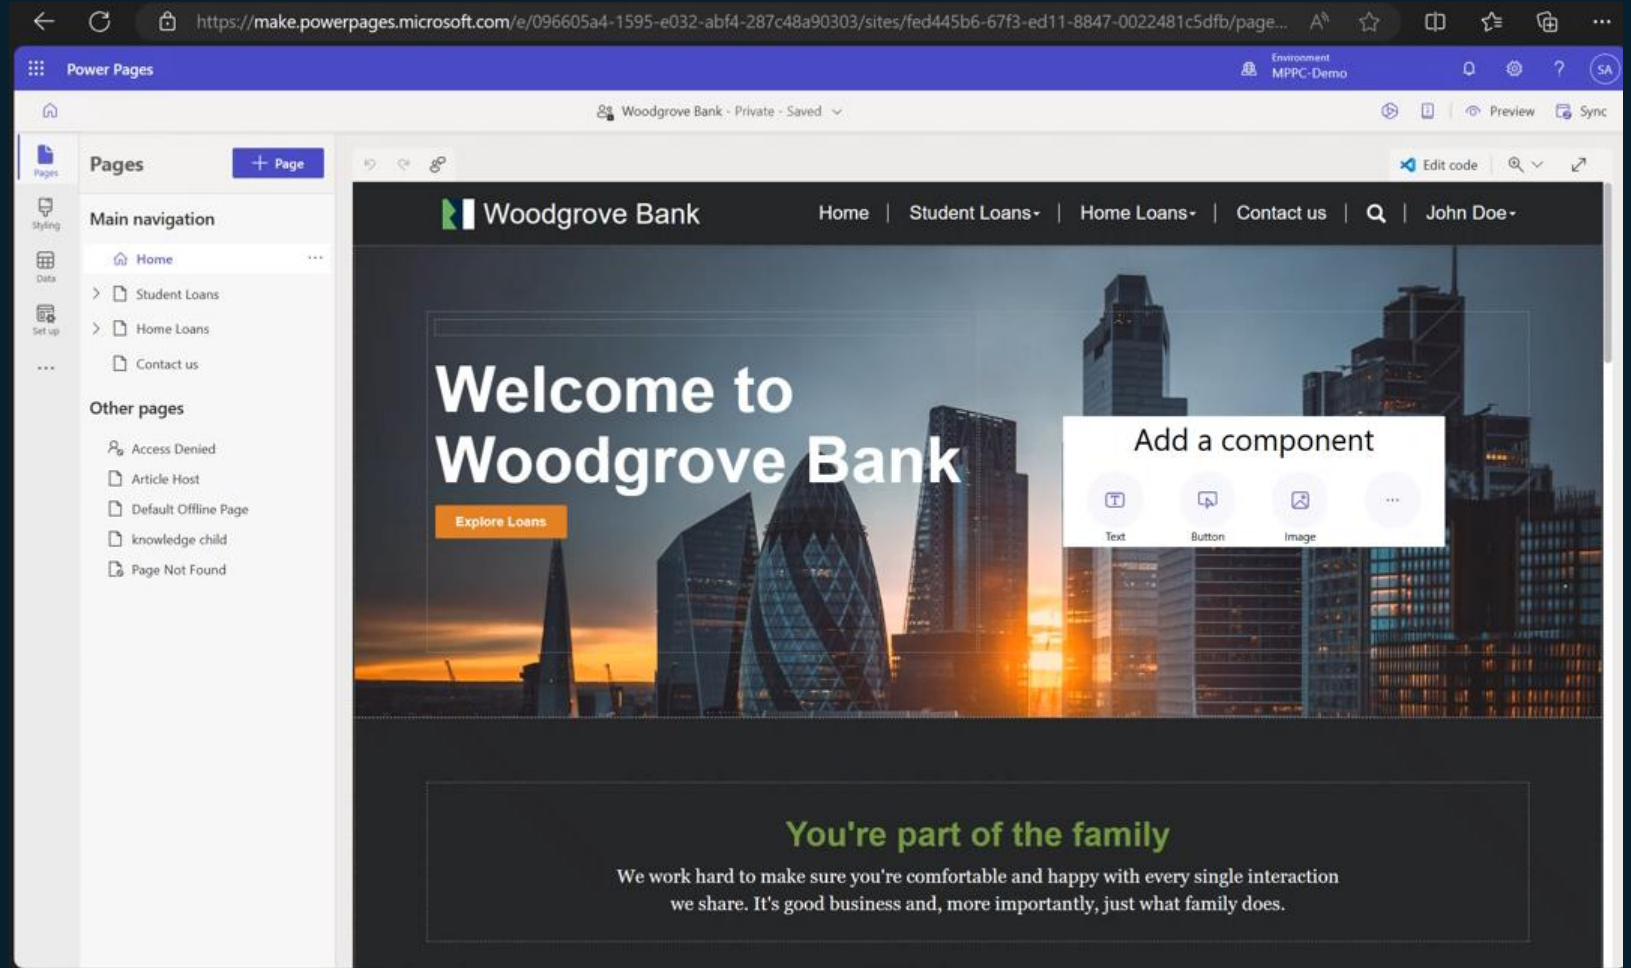 https://make.powerpages.microsoft.com/e/096605a4-1595-e032-abf4-287c48a90303/sites/fed445b6-67f3-ed11-8847-0022481c5dfb/page...
Power Pages
Environment
MPPC-Demo
SA
Woodgrove Bank - Private - Saved
Preview
Sync
Pages
Styling
Data
Set up
Pages
+ Page
Main navigation
Home
Student Loans
Home Loans
Contact us
Other pages
Access Denied
Article Host
Default Offline Page
knowledge child
Page Not Found
Edit code
Woodgrove Bank
Home | Student Loans | Home Loans | Contact us | | John Doe
Welcome to
Woodgrove Bank
Explore Loans
Add a component
Text Button Image
You're part of the family
We work hard to make sure you're comfortable and happy with every single interaction
we share. It's good business and, more importantly, just what family does.